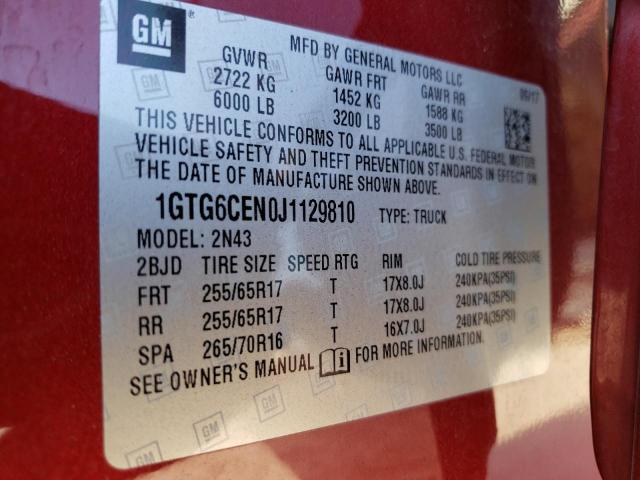 GM
MFD BY GENERAL MOTORS LLC
GVWR GAWR FRT GAWR RR
2722 KG 1452 KG 1588 KG
6000 LB 3200 LB 3500 LB
THIS VEHICLE CONFORMS TO ALL APPLICABLE U.S. FEDERAL MOTOR
VEHICLE SAFETY AND THEFT PREVENTION STANDARDS IN EFFECT ON
THE DATE OF MANUFACTURE SHOWN ABOVE.
1GTG6CEN0J1129810 TYPE: TRUCK
MODEL: 2N43
2BJD TIRE SIZE SPEED RTG RIM COLD TIRE PRESSURE
FRT 255/65R17 T 17X8.0J 240KPA(35PSI)
RR 255/65R17 T 17X8.0J 240KPA(35PSI)
SPA 265/70R16 T 16X7.0J 240KPA(35PSI)
SEE OWNER'S MANUAL FOR MORE INFORMATION.